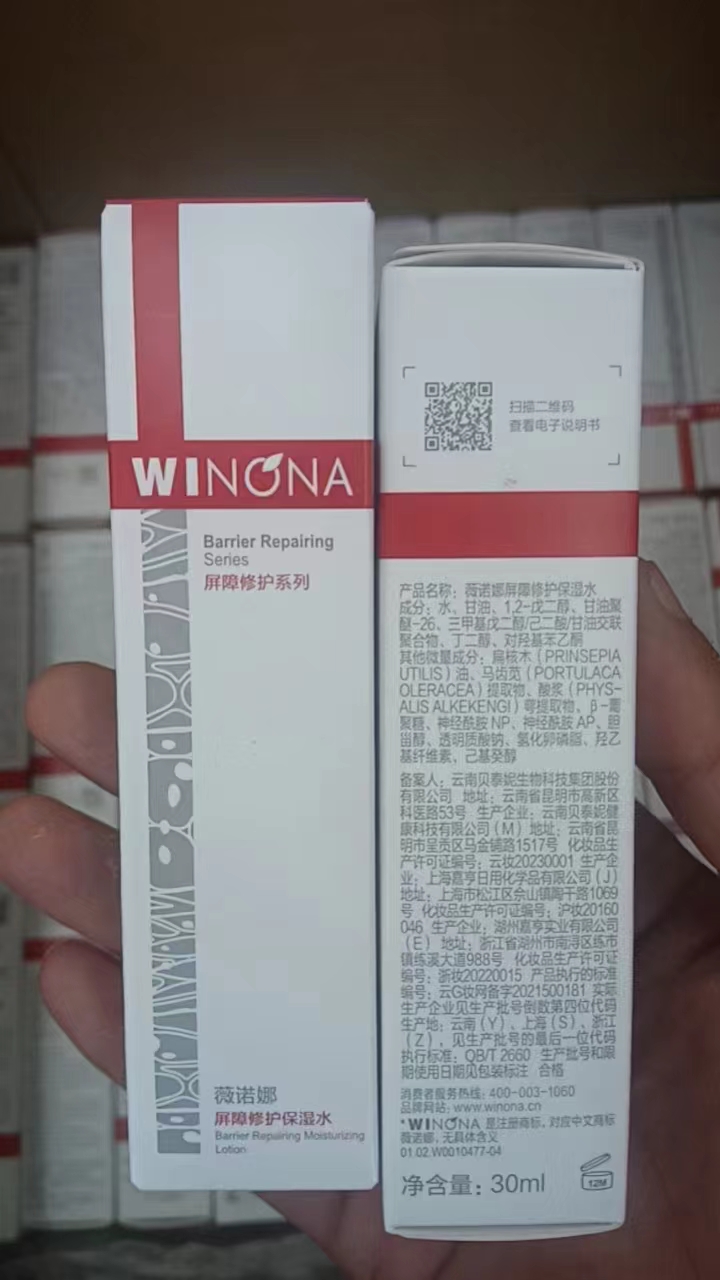 WINONA
Barrier Repairing
Series
屏障修护系列
薇诺娜
屏障修护保湿水
Barrier Repairing Moisturizing
Lotion
扫描二维码
查看电子说明书
产品名称：薇诺娜屏障修护保湿水
成分：水、甘油、1,2-戊二醇、甘油聚
醚-26、三甲基戊二醇/己二酸/甘油交联
聚合物、丁二醇、对羟基苯乙酮
其他微量成分：扁核木（PRINSEPIA
UTILIS）油、马齿苋（PORTULACA
OLERACEA）提取物、酸浆（PHYS-
ALIS ALKEKENGI）萼提取物、β-葡
聚糖、神经酰胺 NP、神经酰胺 AP、胆
甾醇、透明质酸钠、氢化卵磷脂、羟乙
基纤维素、己基癸醇
备案人：云南贝泰妮生物科技集团股份
有限公司 地址：云南省昆明市高新区
科医路53号 生产企业：云南贝泰妮健
康科技有限公司（M）地址：云南省昆
明市呈贡区马金铺路1517号 化妆品生
产许可证编号：云妆20230001 生产企
业：上海嘉亨日用化学品有限公司（J）
地址：上海市松江区佘山镇陶干路1069
号 化妆品生产许可证编号：沪妆20160
046 生产企业：湖州嘉亨实业有限公司
（E） 地址：浙江省湖州市南浔区练市
镇练溪大道988号 化妆品生产许可证
编号：浙妆20220015 产品执行的标准
编号：云G妆网备字2021500181 实际
生产企业见生产批号倒数第四位代码
生产地：云南（Y）、上海（S）、浙江
（Z），见生产批号的最后一位代码
执行标准：QB/T 2660 生产批号和限
期使用日期见包装标注 合格
消费者服务热线：400-003-1060
品牌网站：www.winona.cn
*WINONA 是注册商标，对应中文商标
薇诺娜，无具体含义
01.02.W0010477-04
净含量：30ml
12M